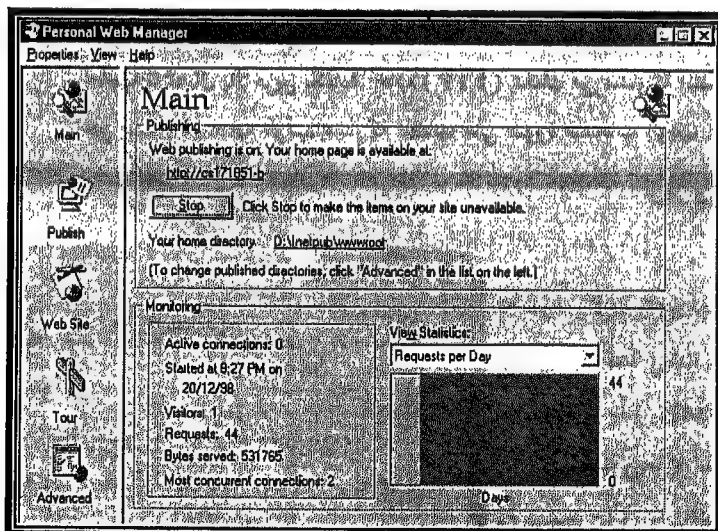 Personal Web Manager
Properties View Help
Main
Publish
Web Site
Tour
Advanced
Main
Publishing
Web publishing is on. Your home page is available at:
http://cs171851-b
Stop
Click Stop to make the items on your site unavailable.
Your home directory: D:\Inetpub\wwwroot
(To change published directories, click "Advanced" in the list on the left.)
Monitoring
Active connections: 0
Started at 9:27 PM on
20/12/98
Visitors: 1
Requests: 44
Bytes served: 531765
Most concurrent connections: 2
View Statistics:
Requests per Day
44
0
Days